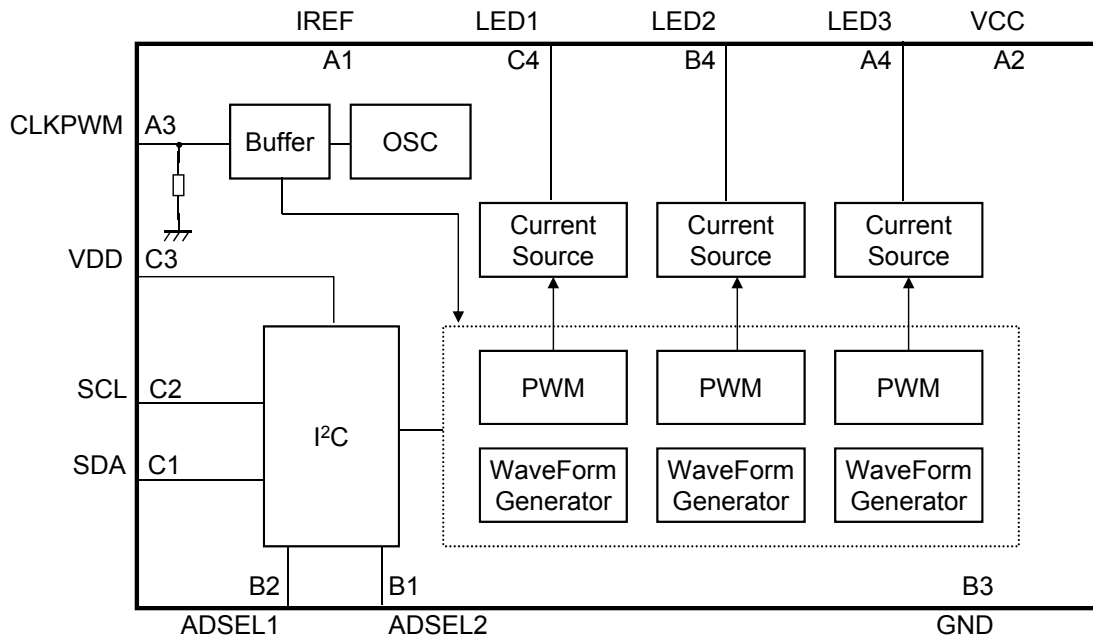 IREF LED1 LED2 LED3 VCC
A1 C4 B4 A4 A2
CLKPWM A3
Buffer OSC
Current Source
Current Source
Current Source
VDD C3
SCL C2
SDA C1
I²C
PWM PWM PWM
WaveForm Generator
WaveForm Generator
WaveForm Generator
B2 B1 B3
ADSEL1 ADSEL2 GND